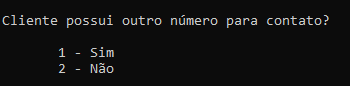 Cliente possui outro número para contato?
1 - Sim
2 - Não